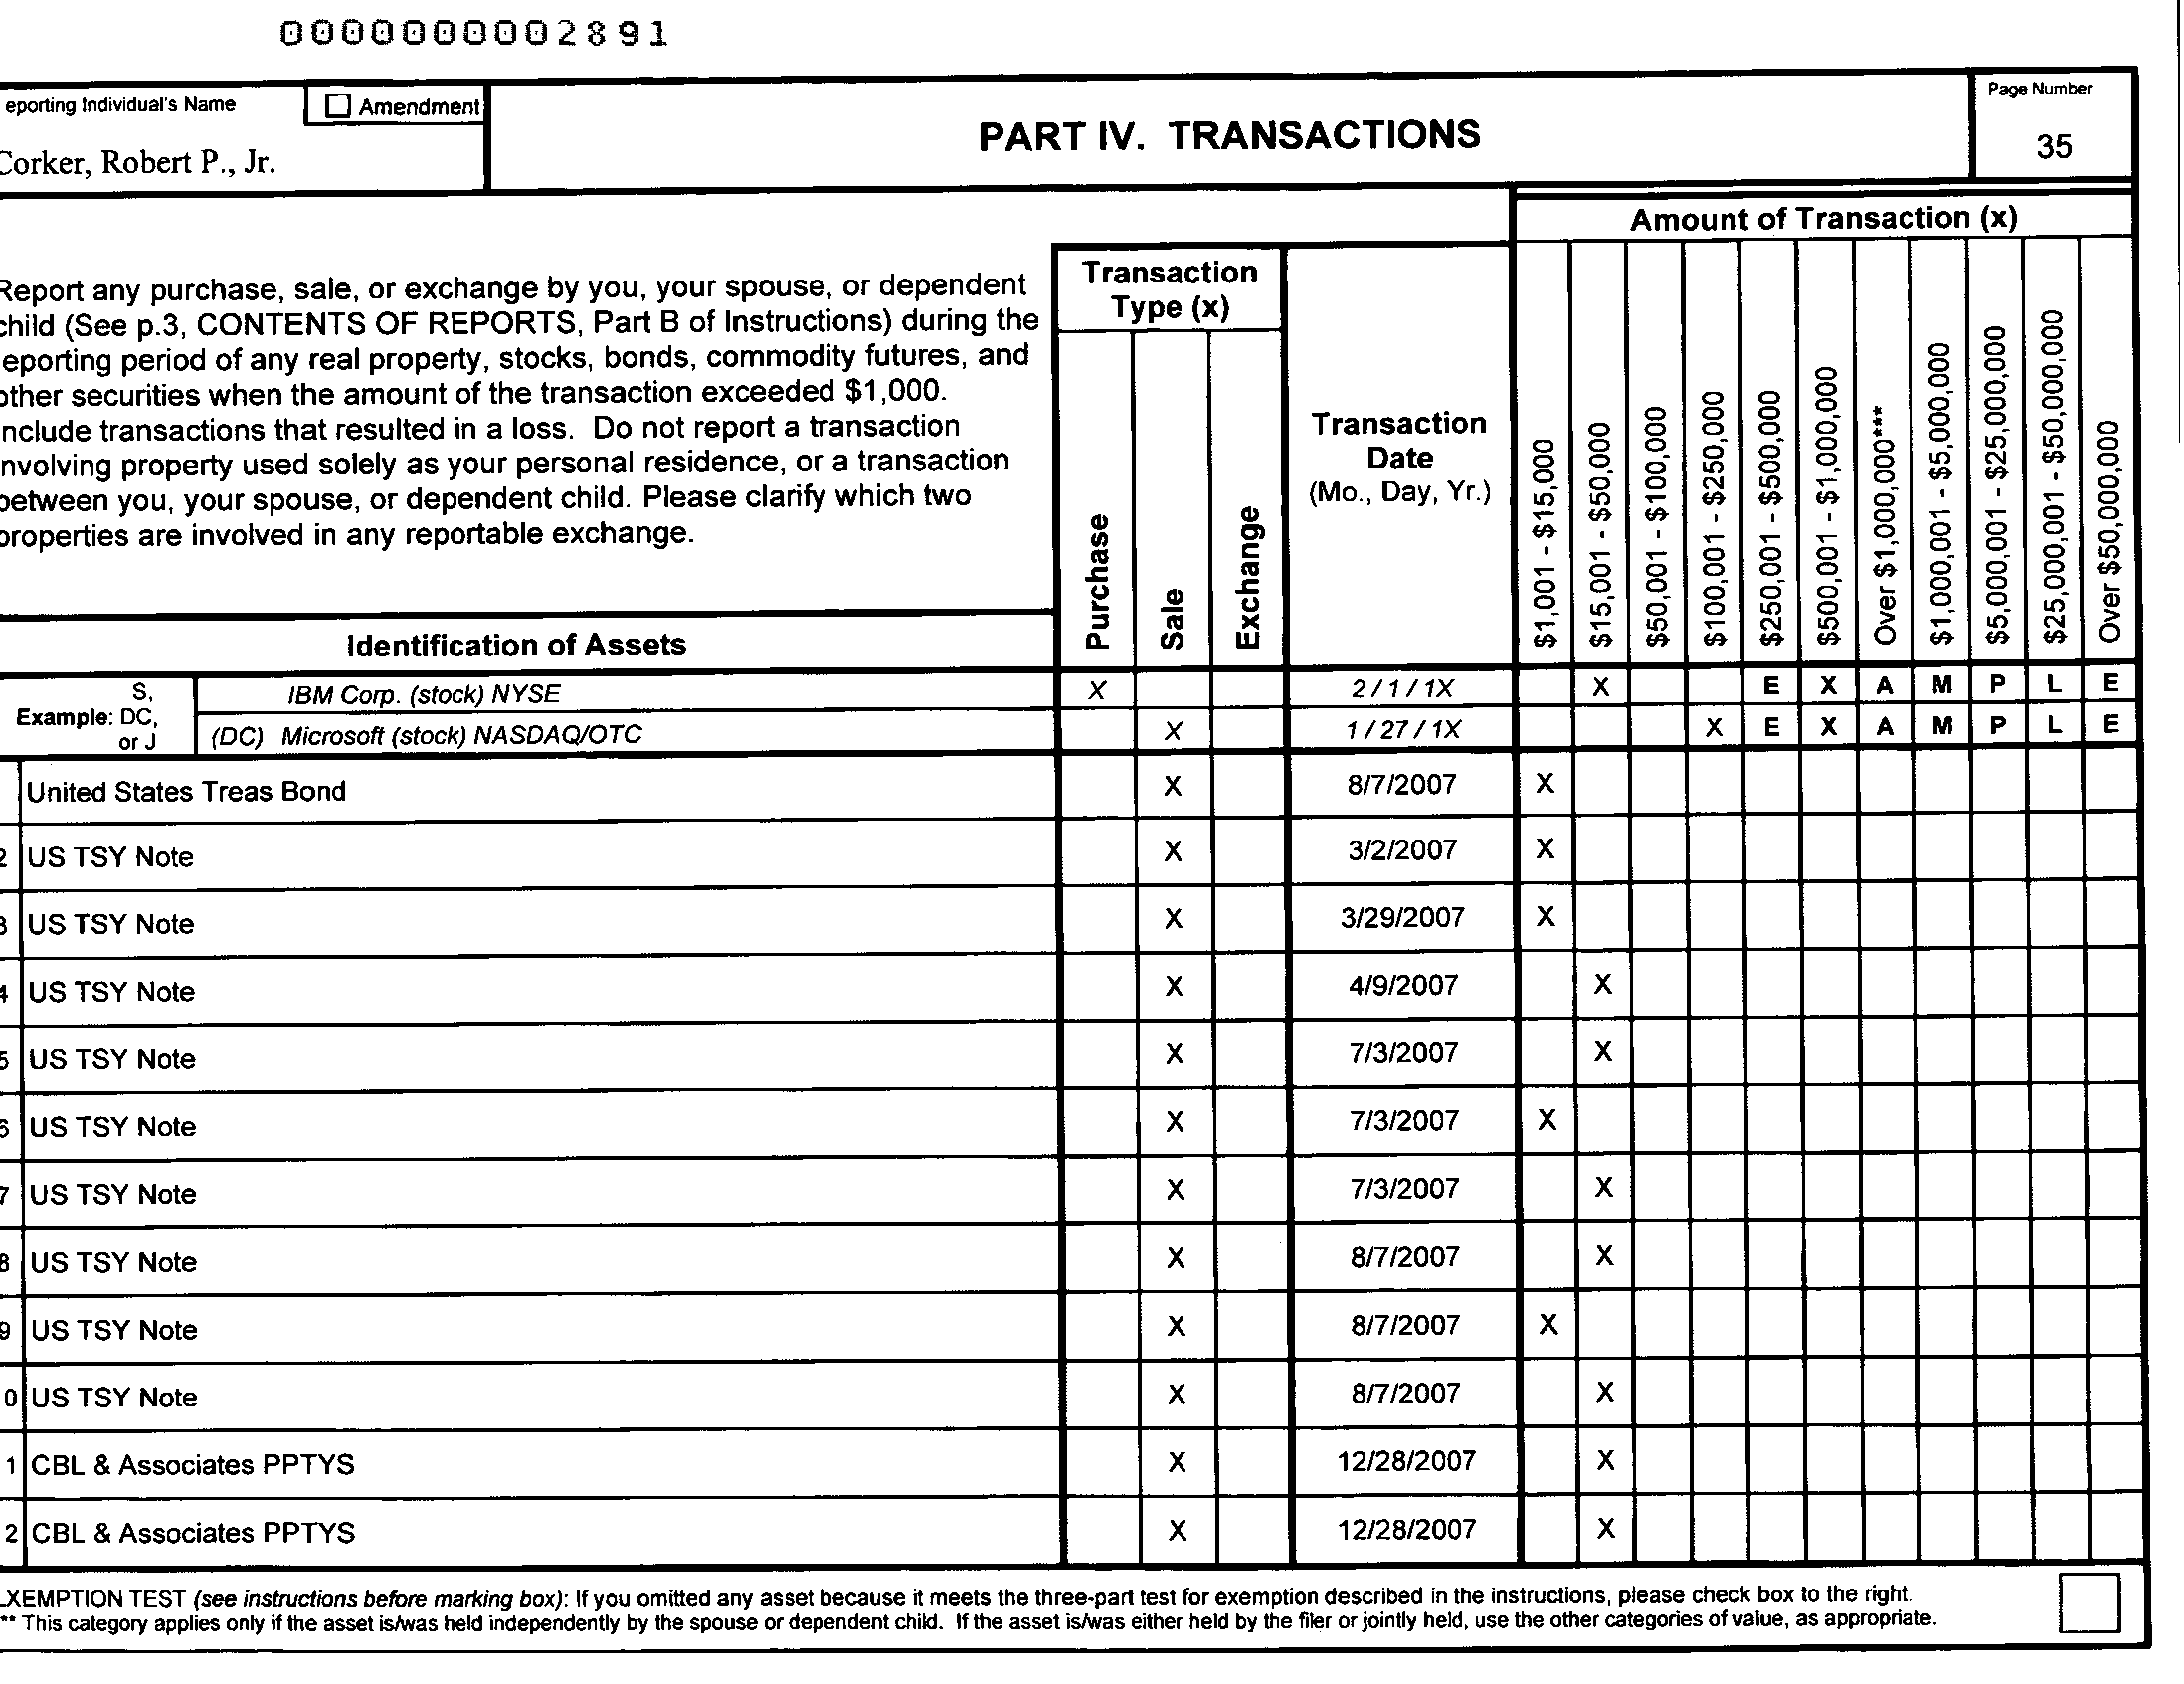 0000000002891
eporting Individual's Name
Amendment
PART IV. TRANSACTIONS
Page Number
Corker, Robert P., Jr.
35
Amount of Transaction (x)
Report any purchase, sale, or exchange by you, your spouse, or dependent
child (See p.3, CONTENTS OF REPORTS, Part B of Instructions) during the
eporting period of any real property, stocks, bonds, commodity futures, and
other securities when the amount of the transaction exceeded $1,000.
nclude transactions that resulted in a loss. Do not report a transaction
nvolving property used solely as your personal residence, or a transaction
between you, your spouse, or dependent child. Please clarify which two
properties are involved in any reportable exchange.
Transaction
Type (x)
Purchase
Sale
Exchange
Transaction
Date
(Mo., Day, Yr.)
$1,001 - $15,000
$15,001 - $50,000
$50,001 - $100,000
$100,001 - $250,000
$250,001 - $500,000
$500,001 - $1,000,000
Over $1,000,000***
$1,000,001 - $5,000,000
$5,000,001 - $25,000,000
$25,000,001 - $50,000,000
Over $50,000,000
Identification of Assets
Example: S, DC, or J
IBM Corp. (stock) NYSE X 2 / 1 / 1X X E X A M P L E
(DC) Microsoft (stock) NASDAQ/OTC X 1 / 27 / 1X X E X A M P L E
United States Treas Bond X 8/7/2007 X
2 US TSY Note X 3/2/2007 X
3 US TSY Note X 3/29/2007 X
4 US TSY Note X 4/9/2007 X
5 US TSY Note X 7/3/2007 X
6 US TSY Note X 7/3/2007 X
7 US TSY Note X 7/3/2007 X
8 US TSY Note X 8/7/2007 X
9 US TSY Note X 8/7/2007 X
0 US TSY Note X 8/7/2007 X
1 CBL & Associates PPTYS X 12/28/2007 X
2 CBL & Associates PPTYS X 12/28/2007 X
XEMPTION TEST (see instructions before marking box): If you omitted any asset because it meets the three-part test for exemption described in the instructions, please check box to the right.
** This category applies only if the asset is/was held independently by the spouse or dependent child. If the asset is/was either held by the filer or jointly held, use the other categories of value, as appropriate.